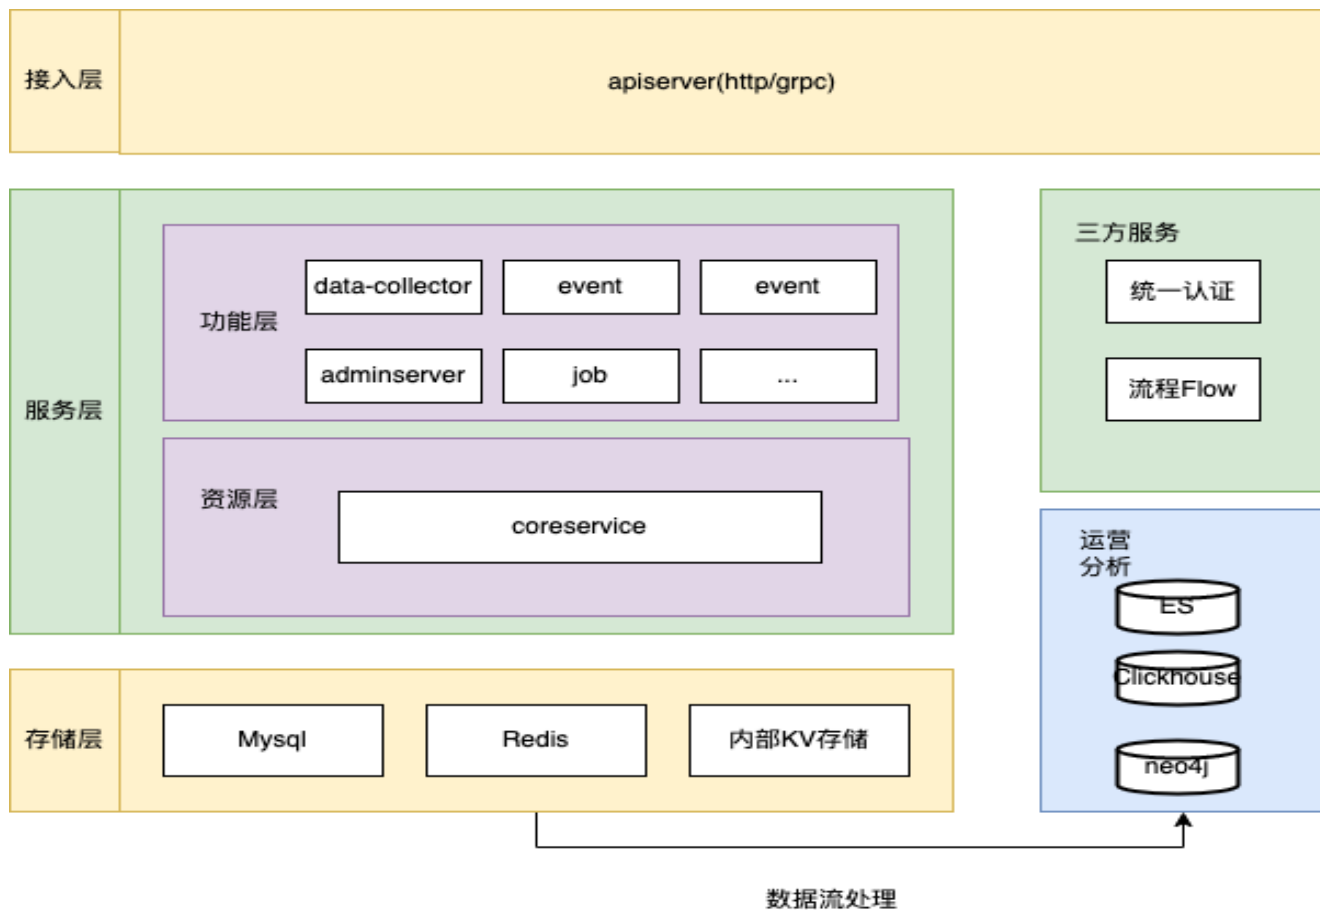 接入层
apiserver(http/grpc)
服务层
功能层
data-collector
event
event
adminserver
job
...
资源层
coreservice
三方服务
统一认证
流程Flow
运营
分析
ES
Clickhouse
neo4j
存储层
Mysql
Redis
内部KV存储
数据流处理